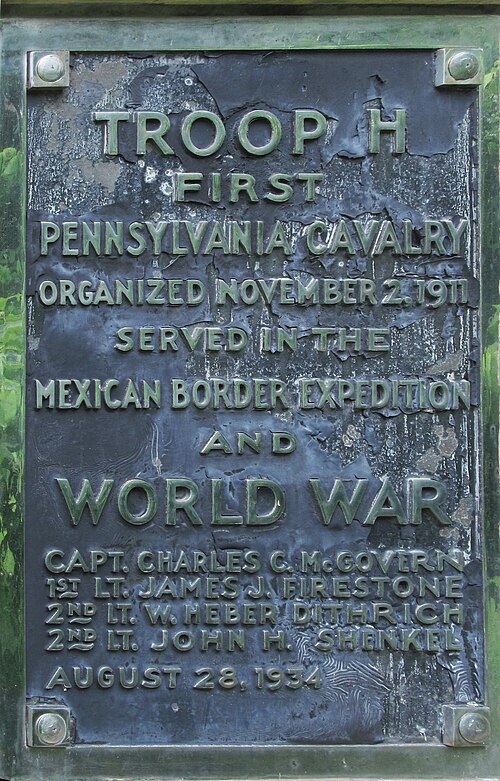 TROOP H
FIRST
PENNSYLVANIA CAVALRY
ORGANIZED NOVEMBER 2, 1911
SERVED IN THE
MEXICAN BORDER EXPEDITION
AND
WORLD WAR
CAPT. CHARLES C. McGOVERN
1ST LT. JAMES J. FIRESTONE
2ND LT. W. HEBER DITHRICH
2ND LT. JOHN H. SHENKEL
AUGUST 28, 1934